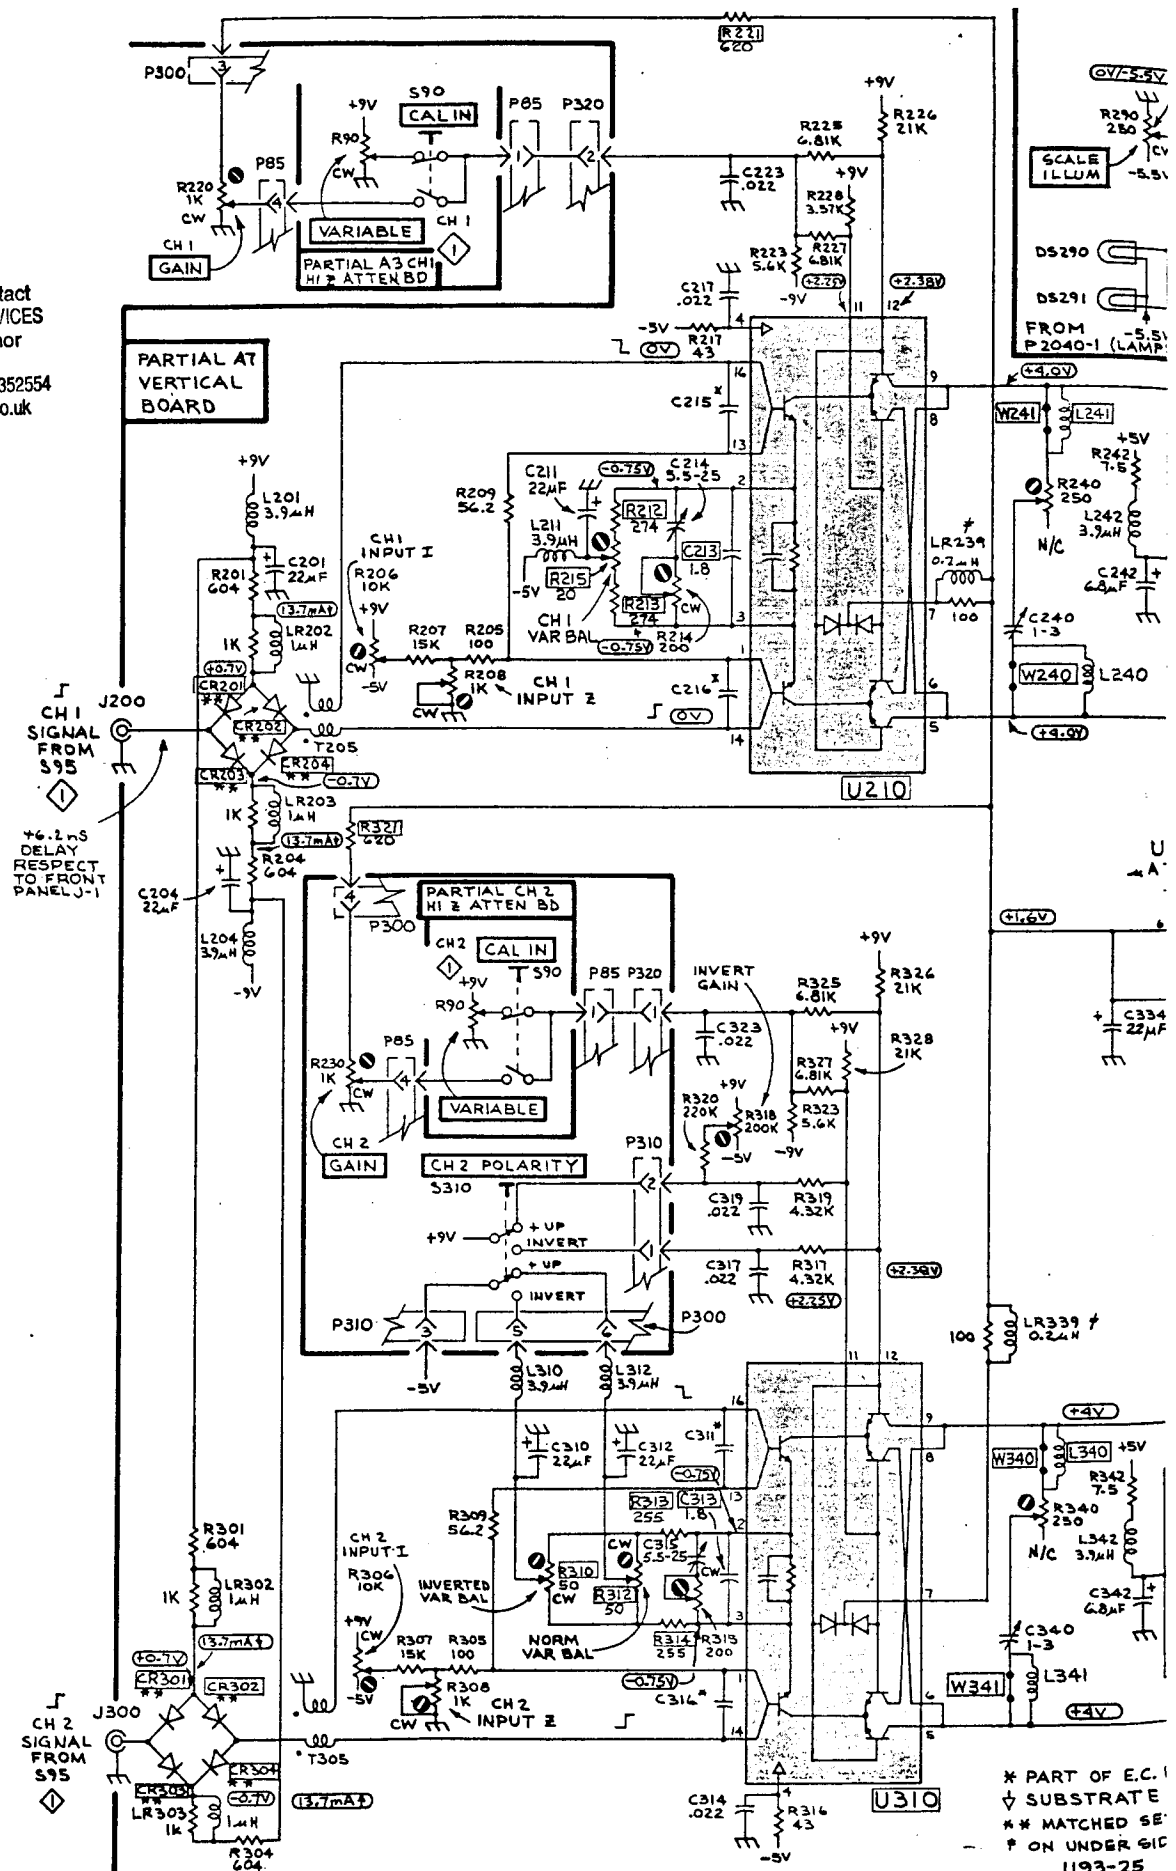 R221
620
P300
3
S90
CAL IN
+9V
R90
CW
P85
P320
1
2
P85
4
R220
1K
CW
CH 1
GAIN
VARIABLE
CH 1
1
PARTIAL A3 CH1
HI Z ATTEN BD
+9V
R226
21K
R225
6.81K
+9V
C223
.022
R228
3.57K
R227
6.81K
R223
5.6K
-9V
+2.25V
+2.38V
C217
.022
-5V
R217
43
4
11
12
0V/-5.5V
R290
250
CW
-5.5V
SCALE
ILLUM
DS290
DS291
FROM
P2040-1 (LAMPS
-5.5V
tact
/ICES
nor
352554
o.uk
PARTIAL A7
VERTICAL
BOARD
0V
16
C215*
13
9
8
+4.0V
W241
L241
+5V
R242
7.5
R240
250
L242
3.9µH
N/C
C242
6.8µF
+9V
L201
3.9µH
C201
22µF
R201
604
13.7mA
1K
LR202
1µH
+0.7V
CR201
**
CR202
**
CR203
**
CR204
**
-0.7V
T205
R209
56.2
C211
22µF
-0.75V
C214
5.5-25
2
L211
3.9µH
R212
274
C213
1.8
-5V
R215
20
R213
274
CW
CH 1
VAR BAL
-0.75V
R214
200
3
CH1
INPUT I
R206
10K
+9V
CW
-5V
R207
15K
R205
100
R208
1K
CW
CH 1
INPUT Z
1
C216*
0V
14
LR239
0.2µH
7
100
6
5
C240
1-3
W240
L240
+4.0V
U210
J200
CH 1
SIGNAL
FROM
S95
1
+6.2nS
DELAY
RESPECT
TO FRONT
PANEL J-1
1K
LR203
1µH
13.7mA
R204
604
C204
22µF
L204
3.9µH
-9V
R321
620
4
P300
PARTIAL CH 2
HI Z ATTEN BD
CH2
1
CAL IN
S90
+9V
R90
P85
P320
1
1
P85
4
R230
1K
CW
VARIABLE
CH 2
GAIN
CH 2 POLARITY
S310
P310
2
+9V
+ UP
INVERT
1
+ UP
INVERT
P310
3
5
6
P300
-5V
L310
3.9µH
L312
3.9µH
INVERT
GAIN
+9V
R326
21K
R325
6.81K
+9V
R328
21K
C323
.022
R327
6.81K
R320
220K
+9V
R318
200K
-5V
R323
5.6K
-9V
C319
.022
R319
4.32K
C317
.022
R317
4.32K
+2.25V
+2.38V
+1.6V
6
C334
22µF
U
A
100
LR339
0.2µH
11
12
16
C311*
C310
22µF
C312
22µF
-0.75V
13
R309
56.2
R313
255
C313
1.8
2
CH 2
INPUT I
R306
10K
+9V
CW
-5V
INVERTED
VAR BAL
R310
50
CW
CW
R312
50
C315
5.5-25
CW
R314
255
R315
200
3
NORM
VAR BAL
-0.75V
R307
15K
R305
100
R308
1K
CW
CH 2
INPUT Z
1
C316*
14
9
8
7
6
5
+4V
W340
L340
+5V
R342
7.5
R340
250
L342
3.9µH
N/C
C342
6.8µF
C340
1-3
W341
L341
+4V
U310
C314
.022
4
R316
43
-5V
R301
604
1K
LR302
1µH
13.7mA
+0.7V
CR301
**
CR302
**
J300
CH 2
SIGNAL
FROM
S95
1
T305
CR303
**
CR304
**
-0.7V
13.7mA
LR303
1K
1µH
R304
604
* PART OF E.C.
SUBSTRATE
** MATCHED SE
ON UNDER SID
1193-25